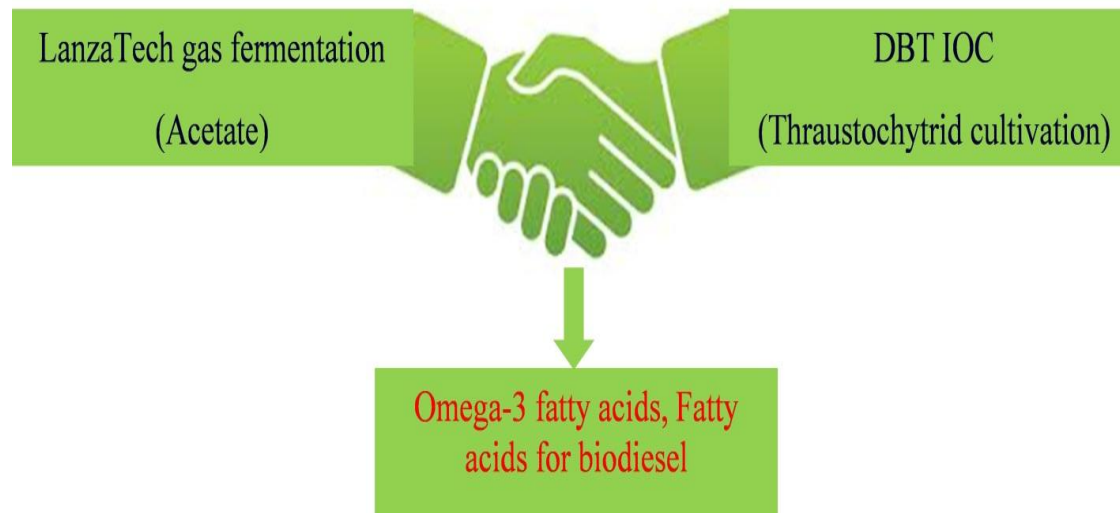 LanzaTech gas fermentation
(Acetate)
DBT IOC
(Thraustochytrid cultivation)
Omega-3 fatty acids, Fatty
acids for biodiesel